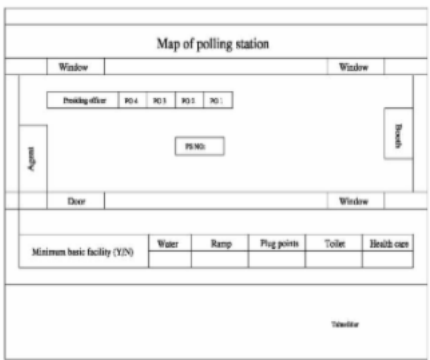 Map of polling station
Window Window
Presiding officer PO 4 PO 3 PO 2 PO 1
Booth
PS NO:
Agent
Door Window
Minimum basic facility (Y/N) Water Ramp Plug points Toilet Health care